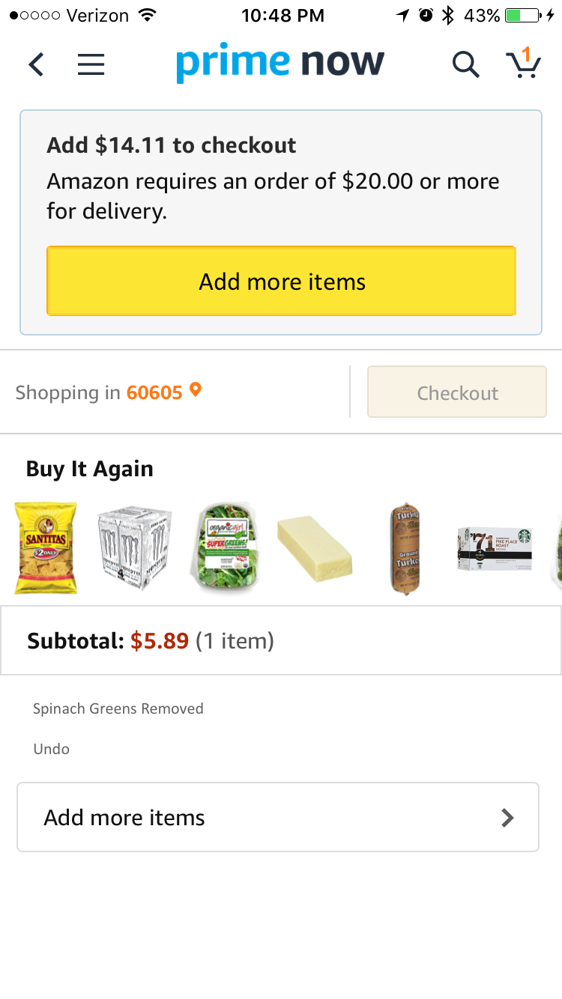 Verizon 10:48 PM 43%
prime now 1
Add $14.11 to checkout
Amazon requires an order of $20.00 or more
for delivery.
Add more items
Shopping in 60605
Checkout
Buy It Again
SANTITAS
$2 ONLY
organicgirl
SUPERGREENS!
Turkey
Ground
Turkey
'71
STARBUCKS
PIKE PLACE
ROAST
MEDIUM
Subtotal: $5.89 (1 item)
Spinach Greens Removed
Undo
Add more items